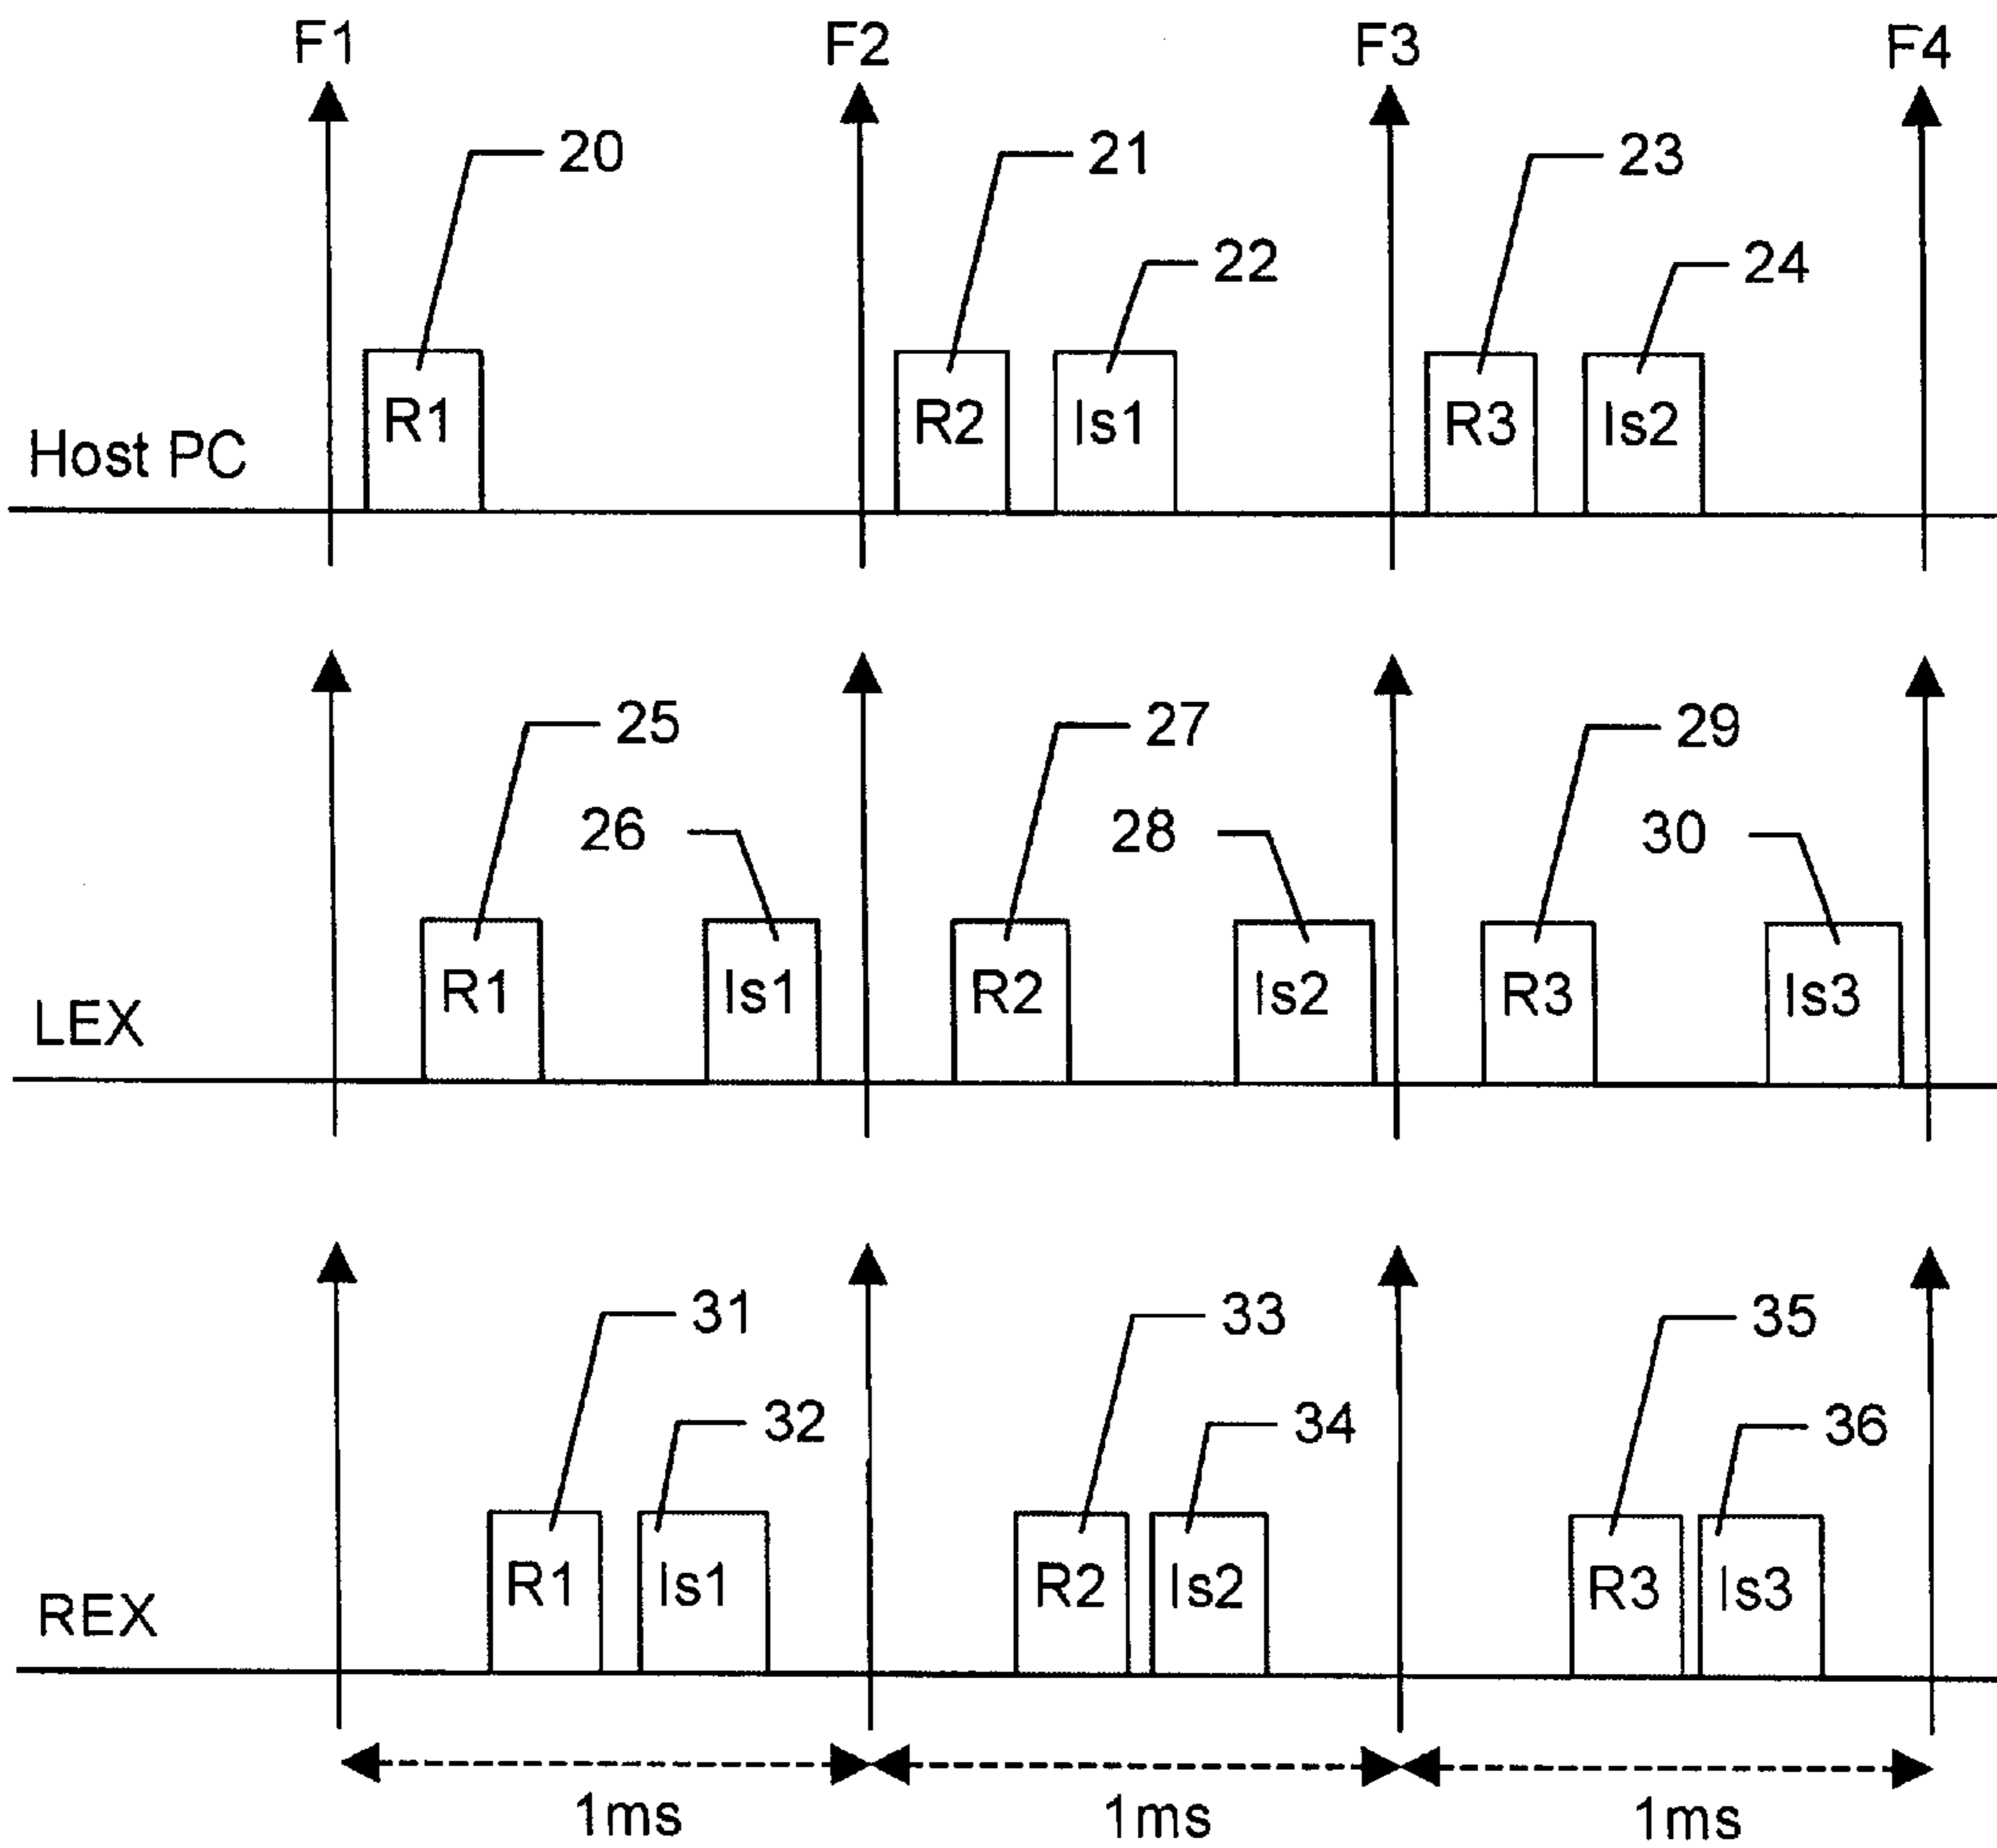 F1 F2 F3 F4
20 21 23
22 24
R1 R2 Is1 R3 Is2
Host PC
25 27 29
26 28 30
R1 Is1 R2 Is2 R3 Is3
LEX
31 33 35
32 34 36
R1 Is1 R2 Is2 R3 Is3
REX
1ms 1ms 1ms